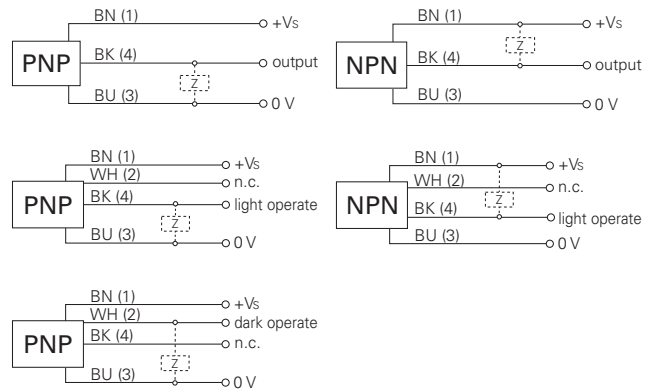 BN (1) +Vs
PNP BK (4) Z output
BU (3) 0 V
BN (1) +Vs
Z
NPN BK (4) output
BU (3) 0 V
BN (1) +Vs
WH (2) n.c.
PNP BK (4) light operate
Z
BU (3) 0 V
BN (1) +Vs
WH (2) n.c.
Z
NPN BK (4) light operate
BU (3) 0 V
BN (1) +Vs
WH (2) dark operate
PNP BK (4) n.c.
Z
BU (3) 0 V